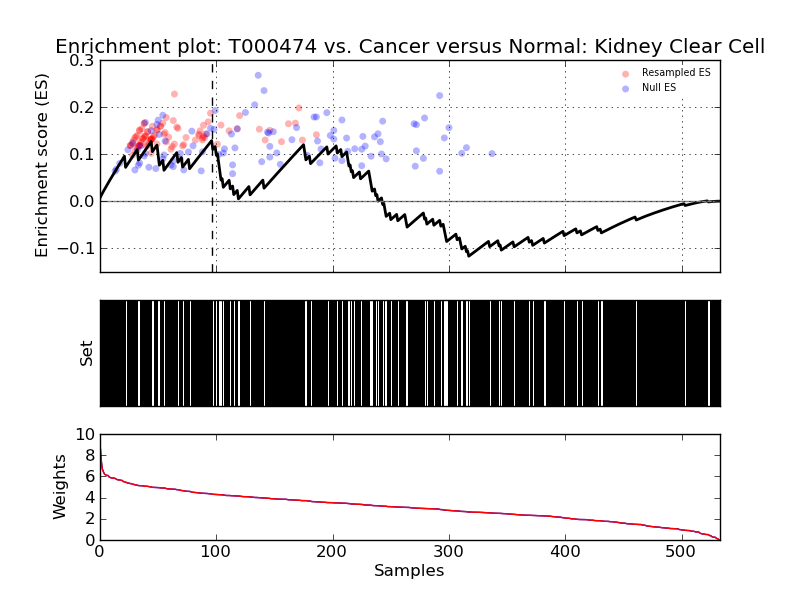 Enrichment plot: T000474 vs. Cancer versus Normal: Kidney Clear Cell
Enrichment score (ES)
0.3
0.2
0.1
0.0
−0.1
Resampled ES
Null ES
Set
Weights
10
8
6
4
2
0
0 100 200 300 400 500
Samples